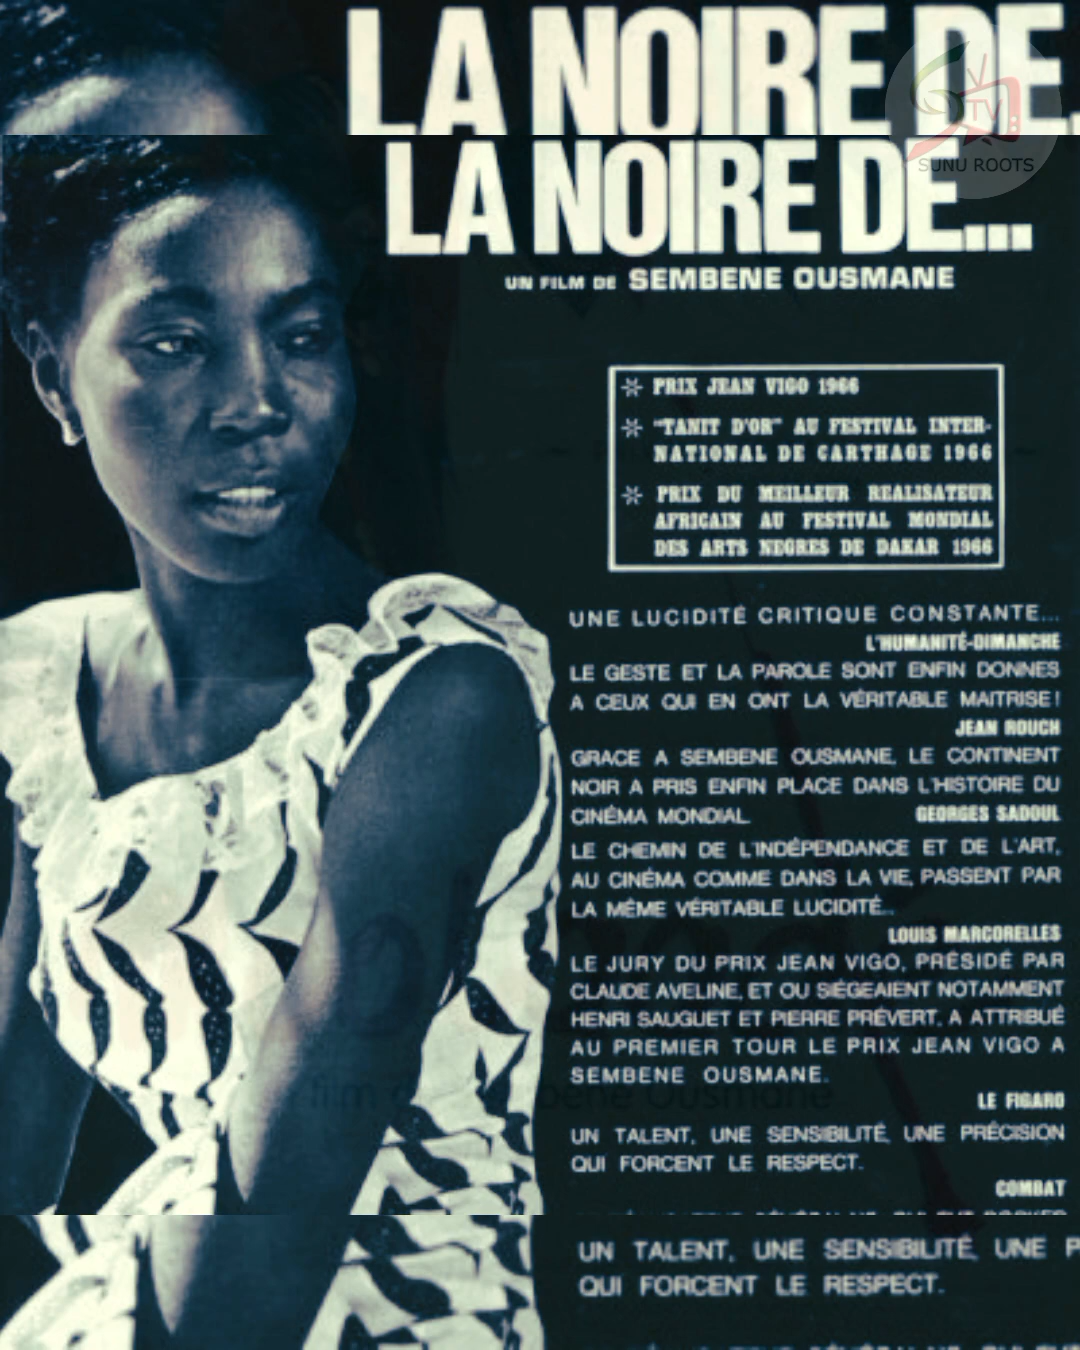 LA NOIRE DE.
TV
SUNU ROOTS
LA NOIRE DE...
UN FILM DE SEMBENE OUSMANE
PRIX JEAN VIGO 1966
"TANIT D'OR" AU FESTIVAL INTER-
NATIONAL DE CARTHAGE 1966
PRIX DU MEILLEUR REALISATEUR
AFRICAIN AU FESTIVAL MONDIAL
DES ARTS NEGRES DE DAKAR 1966
UNE LUCIDITÉ CRITIQUE CONSTANTE...
L'HUMANITÉ-DIMANCHE
LE GESTE ET LA PAROLE SONT ENFIN DONNES
A CEUX QUI EN ONT LA VÉRITABLE MAITRISE!
JEAN ROUCH
GRACE A SEMBENE OUSMANE, LE CONTINENT
NOIR A PRIS ENFIN PLACE DANS L'HISTOIRE DU
CINÉMA MONDIAL. GEORGES SADOUL
LE CHEMIN DE L'INDÉPENDANCE ET DE L'ART,
AU CINÉMA COMME DANS LA VIE, PASSENT PAR
LA MÊME VÉRITABLE LUCIDITÉ...
LOUIS MARCORELLES
LE JURY DU PRIX JEAN VIGO, PRÉSIDÉ PAR
CLAUDE AVELINE, ET OU SIÉGEAIENT NOTAMMENT
HENRI SAUGUET ET PIERRE PRÉVERT, A ATTRIBUÉ
AU PREMIER TOUR LE PRIX JEAN VIGO A
SEMBENE OUSMANE.
LE FIGARO
UN TALENT, UNE SENSIBILITÉ, UNE PRÉCISION
QUI FORCENT LE RESPECT.
COMBAT
UN TALENT, UNE SENSIBILITÉ, UNE P
QUI FORCENT LE RESPECT.